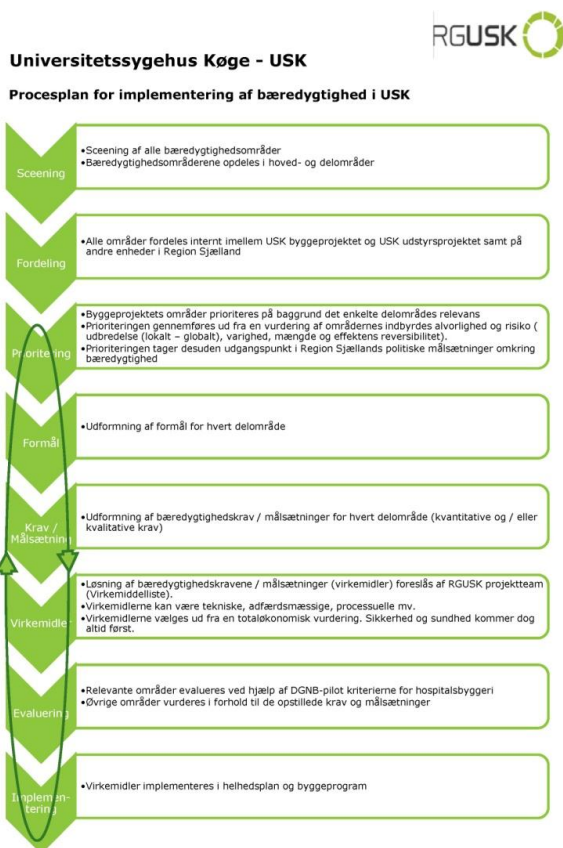 RGUSK
Universitetssygehus Køge - USK
Procesplan for implementering af bæredygtighed i USK
Sceening
•Sceening af alle bæredygtighedsområder
•Bæredygtighedsområderene opdeles i hoved- og delområder
Fordeling
•Alle områder fordeles internt imellem USK byggeprojektet og USK udstyrsprojektet samt på
andre enheder i Region Sjælland
Prioritering
•Byggeprojektets områder prioriteres på baggrund det enkelte delområdes relevans
•Prioriteringen gennemføres ud fra en vurdering af områdernes indbyrdes alvorlighed og risiko (
udbredelse (lokalt – globalt), varighed, mængde og effektens reversibilitet).
•Prioriteringen tager desuden udgangspunkt i Region Sjællands politiske målsætninger omkring
bæredygtighed
Formål
•Udformning af formål for hvert delområde
Krav /
Målsætning
•Udformning af bæredygtighedskrav / målsætninger for hvert delområde (kvantitative og / eller
kvalitative krav)
Virkemidler
•Løsning af bæredygtighedskravene / målsætninger (virkemidler) foreslås af RGUSK projektteam
(Virkemiddelliste).
•Virkemidlerne kan være tekniske, adfærdsmæssige, processuelle mv.
•Virkemidlerne vælges ud fra en totaløkonomisk vurdering. Sikkerhed og sundhed kommer dog
altid først.
Evaluering
•Relevante områder evalueres ved hjælp af DGNB-pilot kriterierne for hospitalsbyggeri
•Øvrige områder vurderes i forhold til de opstillede krav og målsætninger
Implemen-
tering
•Virkemidler implementeres i helhedsplan og byggeprogram